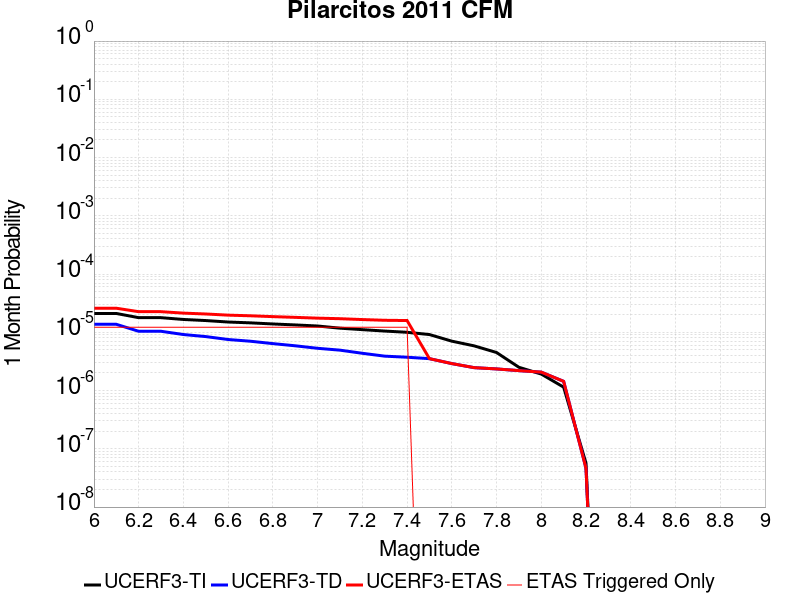 Pilarcitos 2011 CFM
10^0
10^-1
10^-2
10^-3
10^-4
10^-5
10^-6
10^-7
10^-8
1 Month Probability
6 6.2 6.4 6.6 6.8 7 7.2 7.4 7.6 7.8 8 8.2 8.4 8.6 8.8 9
Magnitude
UCERF3-TI UCERF3-TD UCERF3-ETAS ETAS Triggered Only